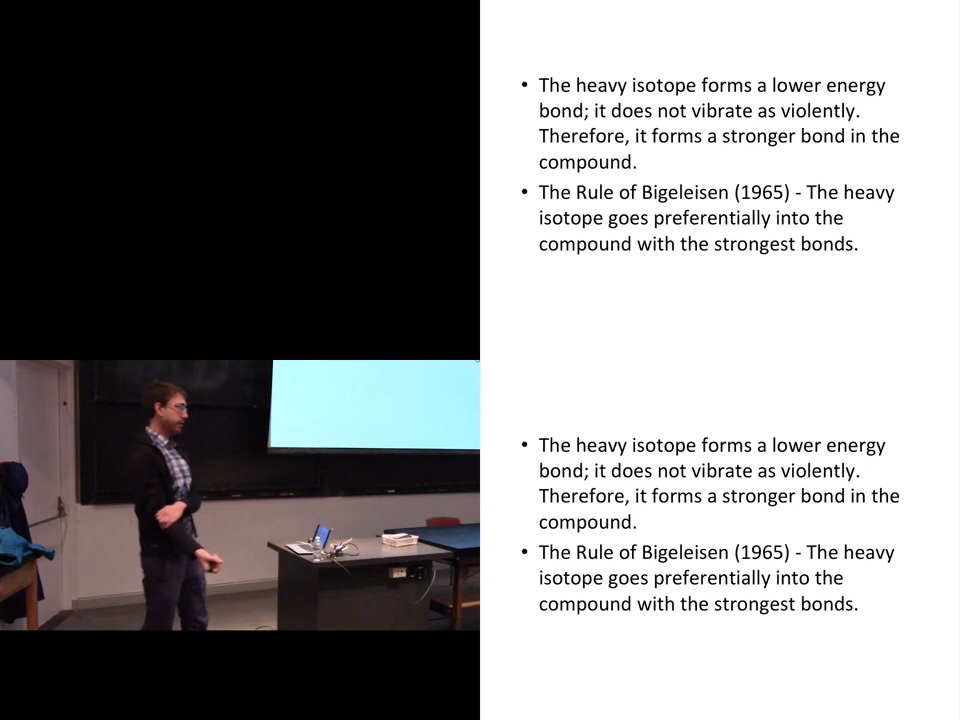 • The heavy isotope forms a lower energy
bond; it does not vibrate as violently.
Therefore, it forms a stronger bond in the
compound.
• The Rule of Bigeleisen (1965) - The heavy
isotope goes preferentially into the
compound with the strongest bonds.
• The heavy isotope forms a lower energy
bond; it does not vibrate as violently.
Therefore, it forms a stronger bond in the
compound.
• The Rule of Bigeleisen (1965) - The heavy
isotope goes preferentially into the
compound with the strongest bonds.